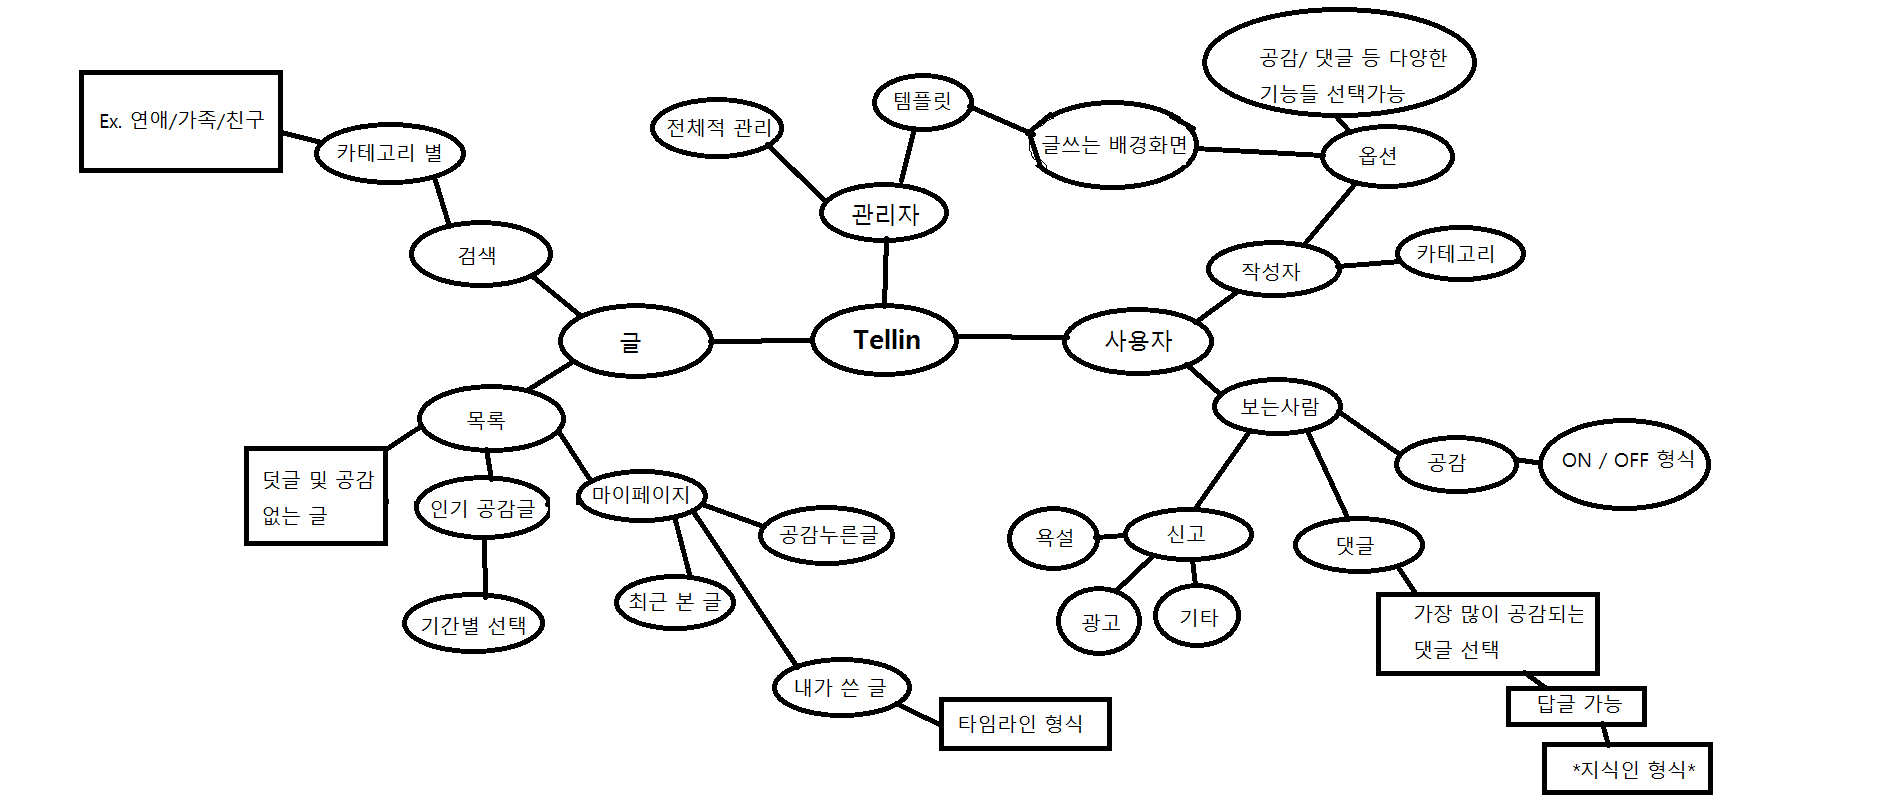 공감/ 댓글 등 다양한
기능들 선택가능
Ex. 연애/가족/친구
카테고리 별
전체적 관리
템플릿
글쓰는 배경화면
옵션
검색
관리자
작성자
카테고리
글
Tellin
사용자
목록
보는사람
덧글 및 공감
없는 글
인기 공감글
마이페이지
공감누른글
공감
ON / OFF 형식
욕설
신고
댓글
기간별 선택
최근 본 글
광고
기타
가장 많이 공감되는
댓글 선택
내가 쓴 글
타임라인 형식
답글 가능
*지식인 형식*